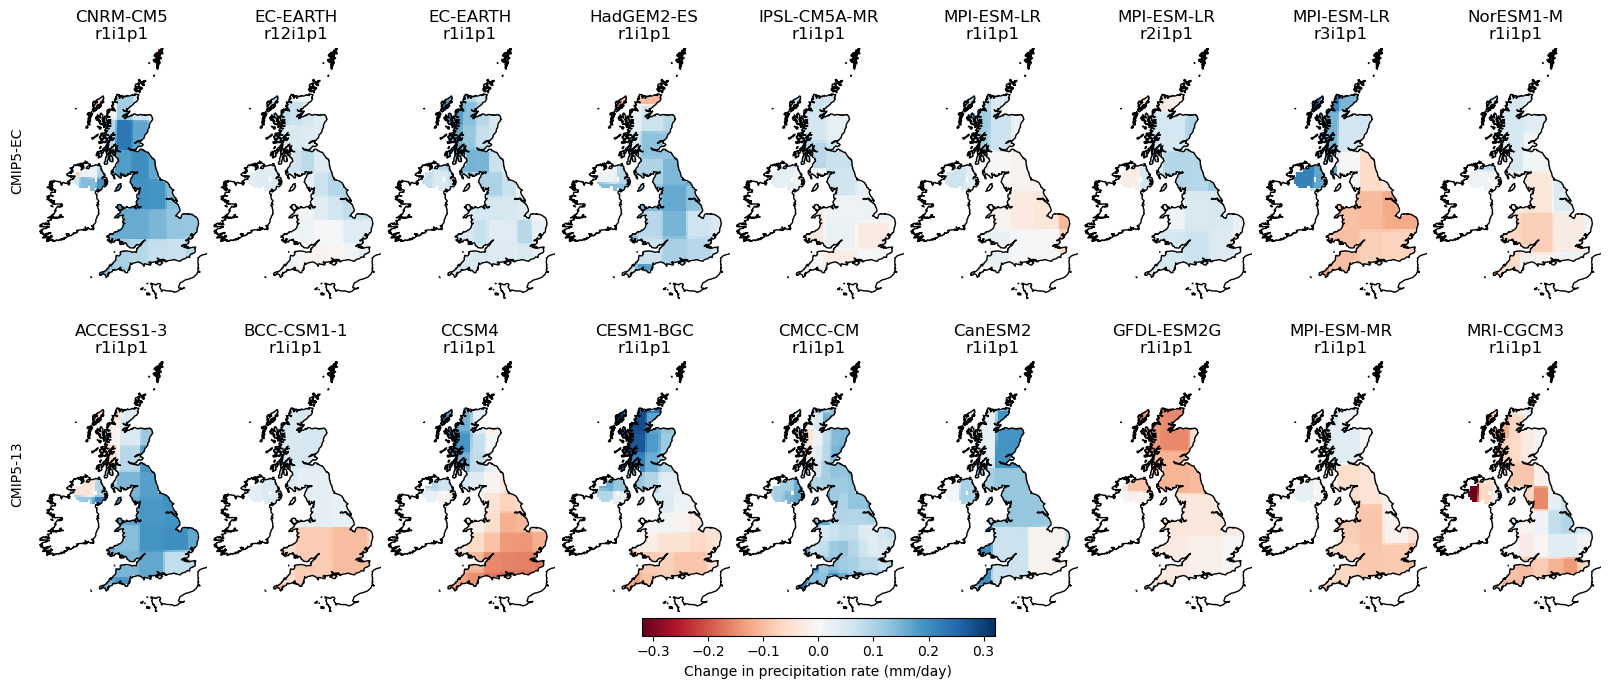 CNRM-CM5
r1i1p1
EC-EARTH
r12i1p1
EC-EARTH
r1i1p1
HadGEM2-ES
r1i1p1
IPSL-CM5A-MR
r1i1p1
MPI-ESM-LR
r1i1p1
MPI-ESM-LR
r2i1p1
MPI-ESM-LR
r3i1p1
NorESM1-M
r1i1p1
CMIP5-EC
ACCESS1-3
r1i1p1
BCC-CSM1-1
r1i1p1
CCSM4
r1i1p1
CESM1-BGC
r1i1p1
CMCC-CM
r1i1p1
CanESM2
r1i1p1
GFDL-ESM2G
r1i1p1
MPI-ESM-MR
r1i1p1
MRI-CGCM3
r1i1p1
CMIP5-13
−0.3 −0.2 −0.1 0.0 0.1 0.2 0.3
Change in precipitation rate (mm/day)